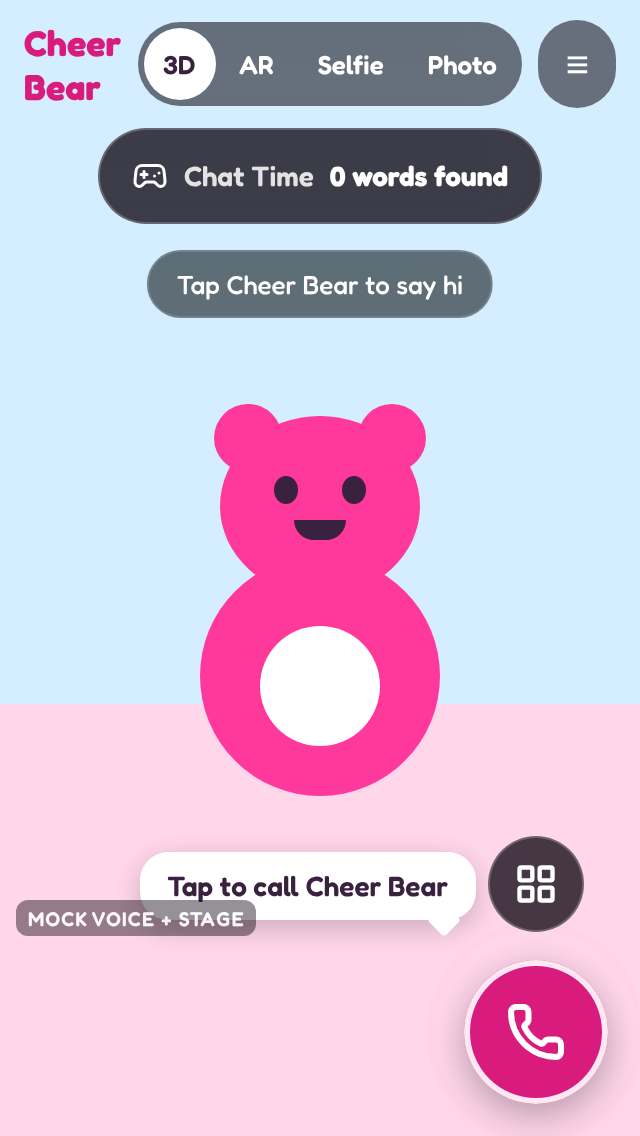 Cheer
Bear
3D AR Selfie Photo
Chat Time 0 words found
Tap Cheer Bear to say hi
Tap to call Cheer Bear
MOCK VOICE + STAGE